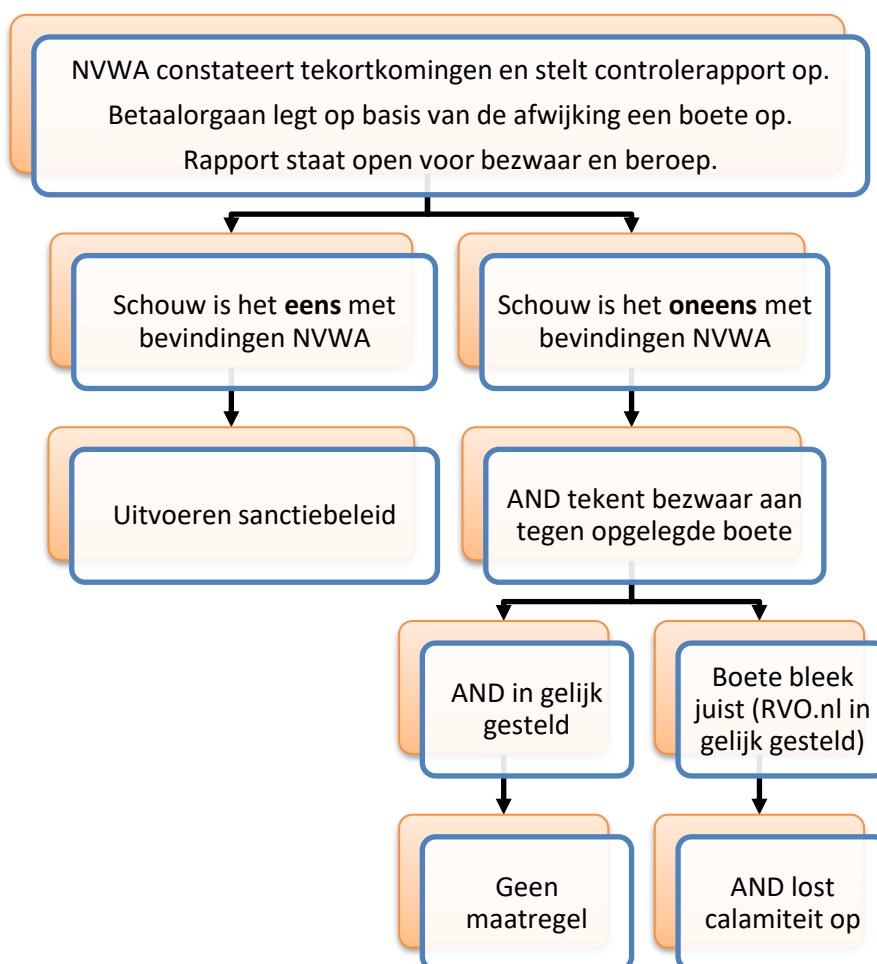 NVWA constateert tekortkomingen en stelt controlerapport op.
Betaalorgaan legt op basis van de afwijking een boete op.
Rapport staat open voor bezwaar en beroep.
Schouw is het eens met
bevindingen NVWA
Schouw is het oneens met
bevindingen NVWA
Uitvoeren sanctiebeleid
AND tekent bezwaar aan
tegen opgelegde boete
AND in gelijk
gesteld
Boete bleek
juist (RVO.nl in
gelijk gesteld)
Geen
maatregel
AND lost
calamiteit op